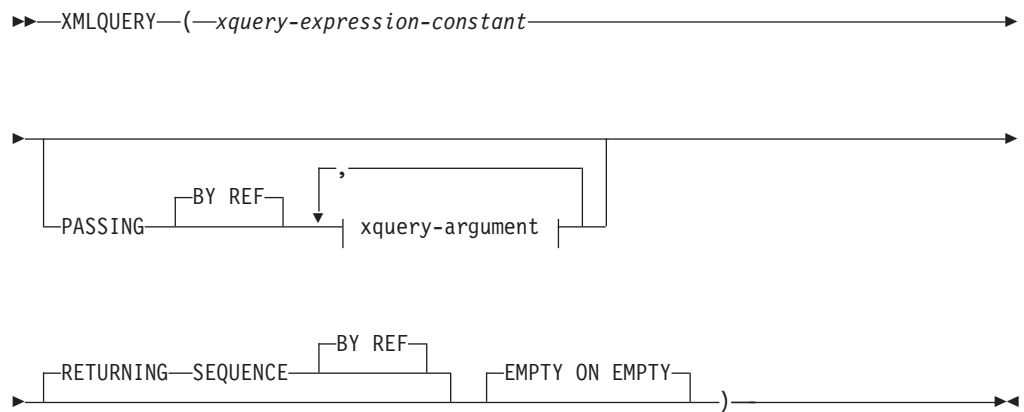 XMLQUERY ( xquery-expression-constant
,
BY REF
PASSING xquery-argument
BY REF
RETURNING SEQUENCE EMPTY ON EMPTY
)